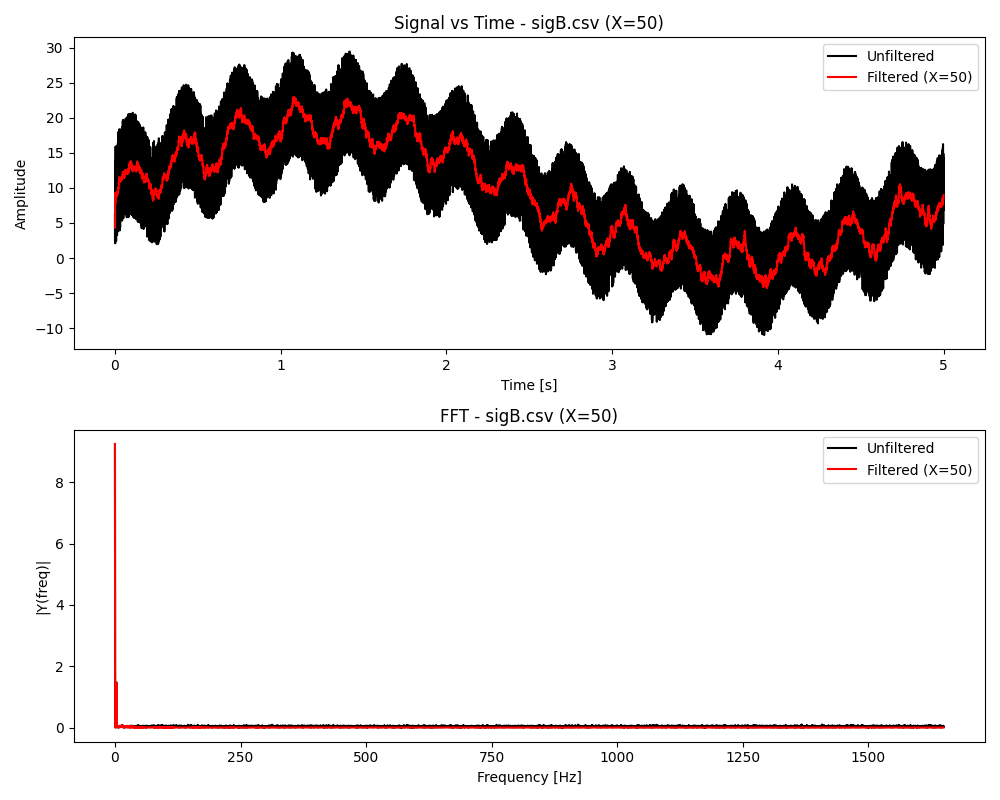 Signal vs Time - sigB.csv (X=50)
30
25
20
15
10
5
0
−5
−10
Amplitude
Unfiltered
Filtered (X=50)
0 1 2 3 4 5
Time [s]
FFT - sigB.csv (X=50)
8
6
4
2
0
|Y(freq)|
Unfiltered
Filtered (X=50)
0 250 500 750 1000 1250 1500
Frequency [Hz]